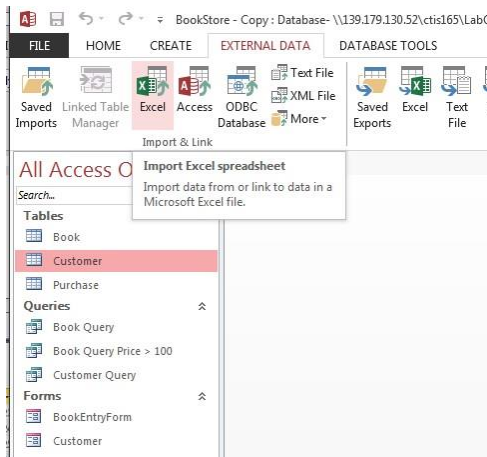 BookStore - Copy : Database- \\139.179.130.52\ctis165\Lab
FILE HOME CREATE EXTERNAL DATA DATABASE TOOLS
Saved Imports
Linked Table Manager
Excel
Access
ODBC Database
Text File
XML File
More
Saved Exports
Excel
Text File
Import & Link
Import Excel spreadsheet
Import data from or link to data in a
Microsoft Excel file.
All Access O
Search...
Tables
Book
Customer
Purchase
Queries
Book Query
Book Query Price > 100
Customer Query
Forms
BookEntryForm
Customer